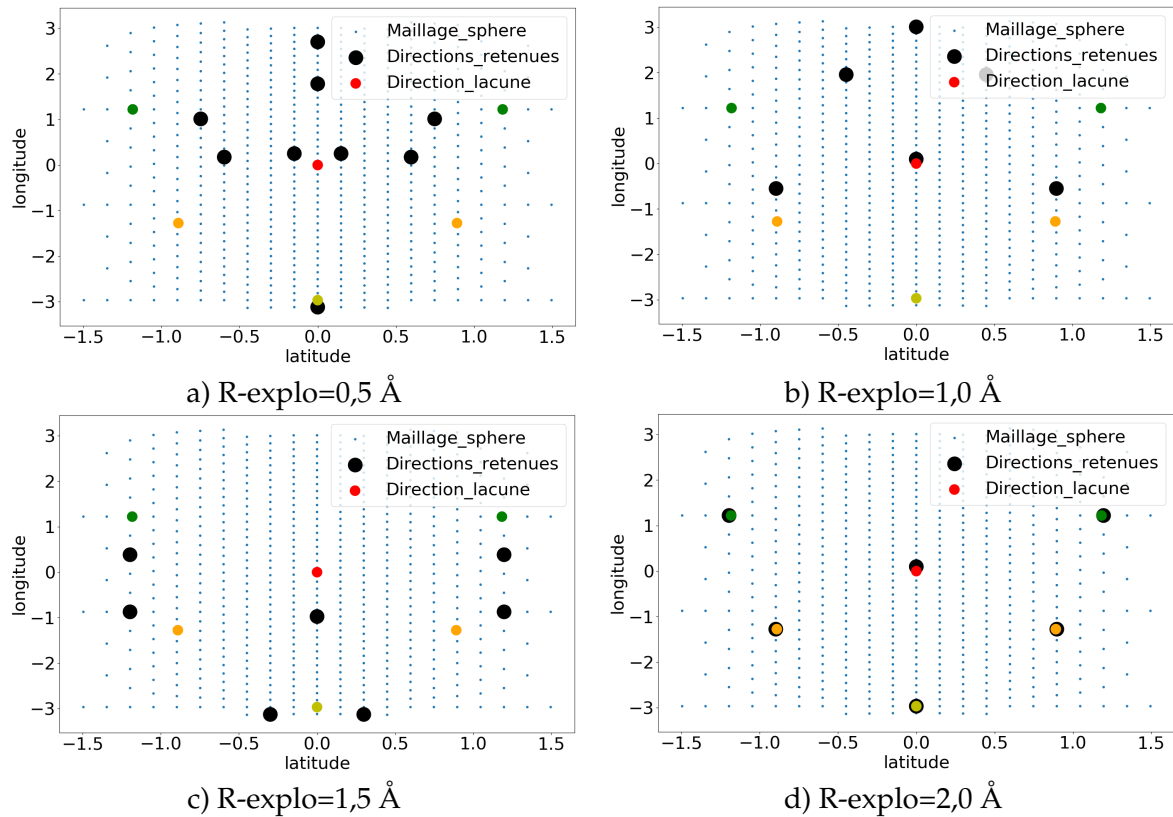 3
2
1
0
−1
−2
−3
longitude
Maillage_sphere
Directions_retenues
Direction_lacune
−1.5
−1.0
−0.5
0.0
0.5
1.0
1.5
latitude
a) R-explo=0,5 Å
3
2
1
0
−1
−2
−3
longitude
Maillage_sphere
Directions_retenues
Direction_lacune
−1.5
−1.0
−0.5
0.0
0.5
1.0
1.5
latitude
b) R-explo=1,0 Å
3
2
1
0
−1
−2
−3
longitude
Maillage_sphere
Directions_retenues
Direction_lacune
−1.5
−1.0
−0.5
0.0
0.5
1.0
1.5
latitude
c) R-explo=1,5 Å
3
2
1
0
−1
−2
−3
longitude
Maillage_sphere
Directions_retenues
Direction_lacune
−1.5
−1.0
−0.5
0.0
0.5
1.0
1.5
latitude
d) R-explo=2,0 Å